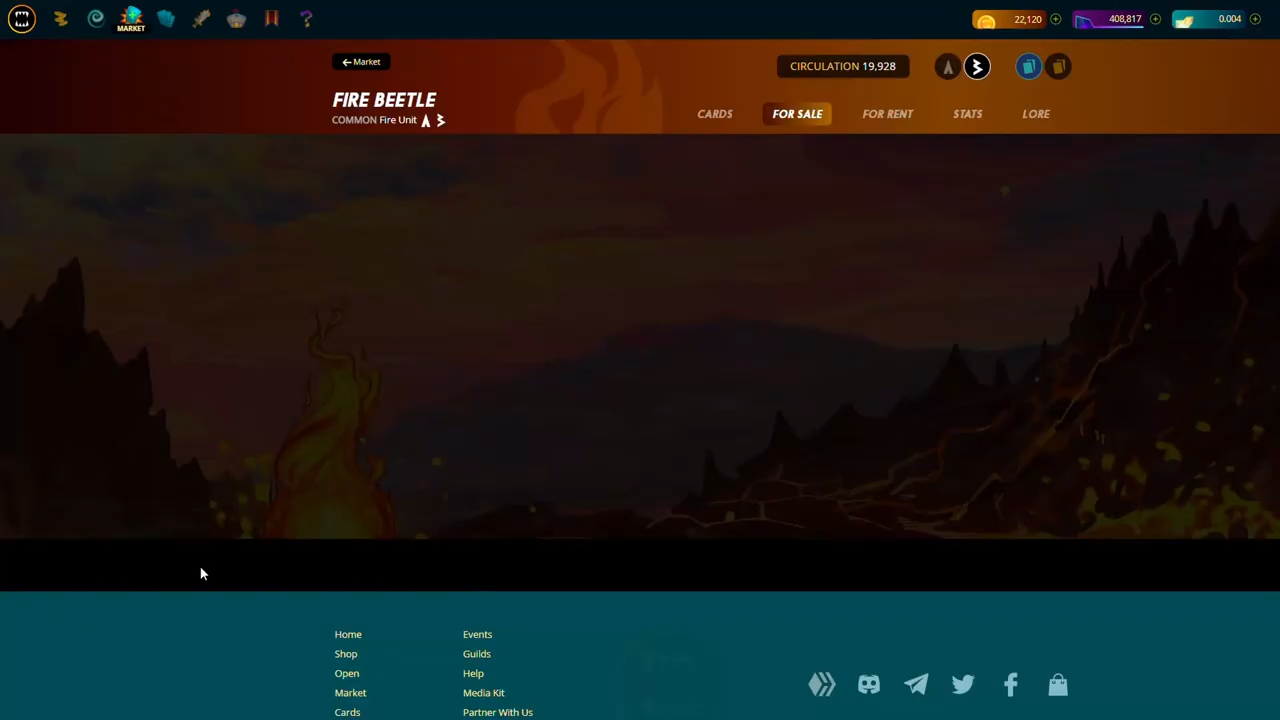 MARKET
22,120
408,817
0.004
Market
CIRCULATION 19,928
FIRE BEETLE
COMMON Fire Unit
CARDS
FOR SALE
FOR RENT
STATS
LORE
Home
Events
Shop
Guilds
Open
Help
Market
Media Kit
Cards
Partner With Us